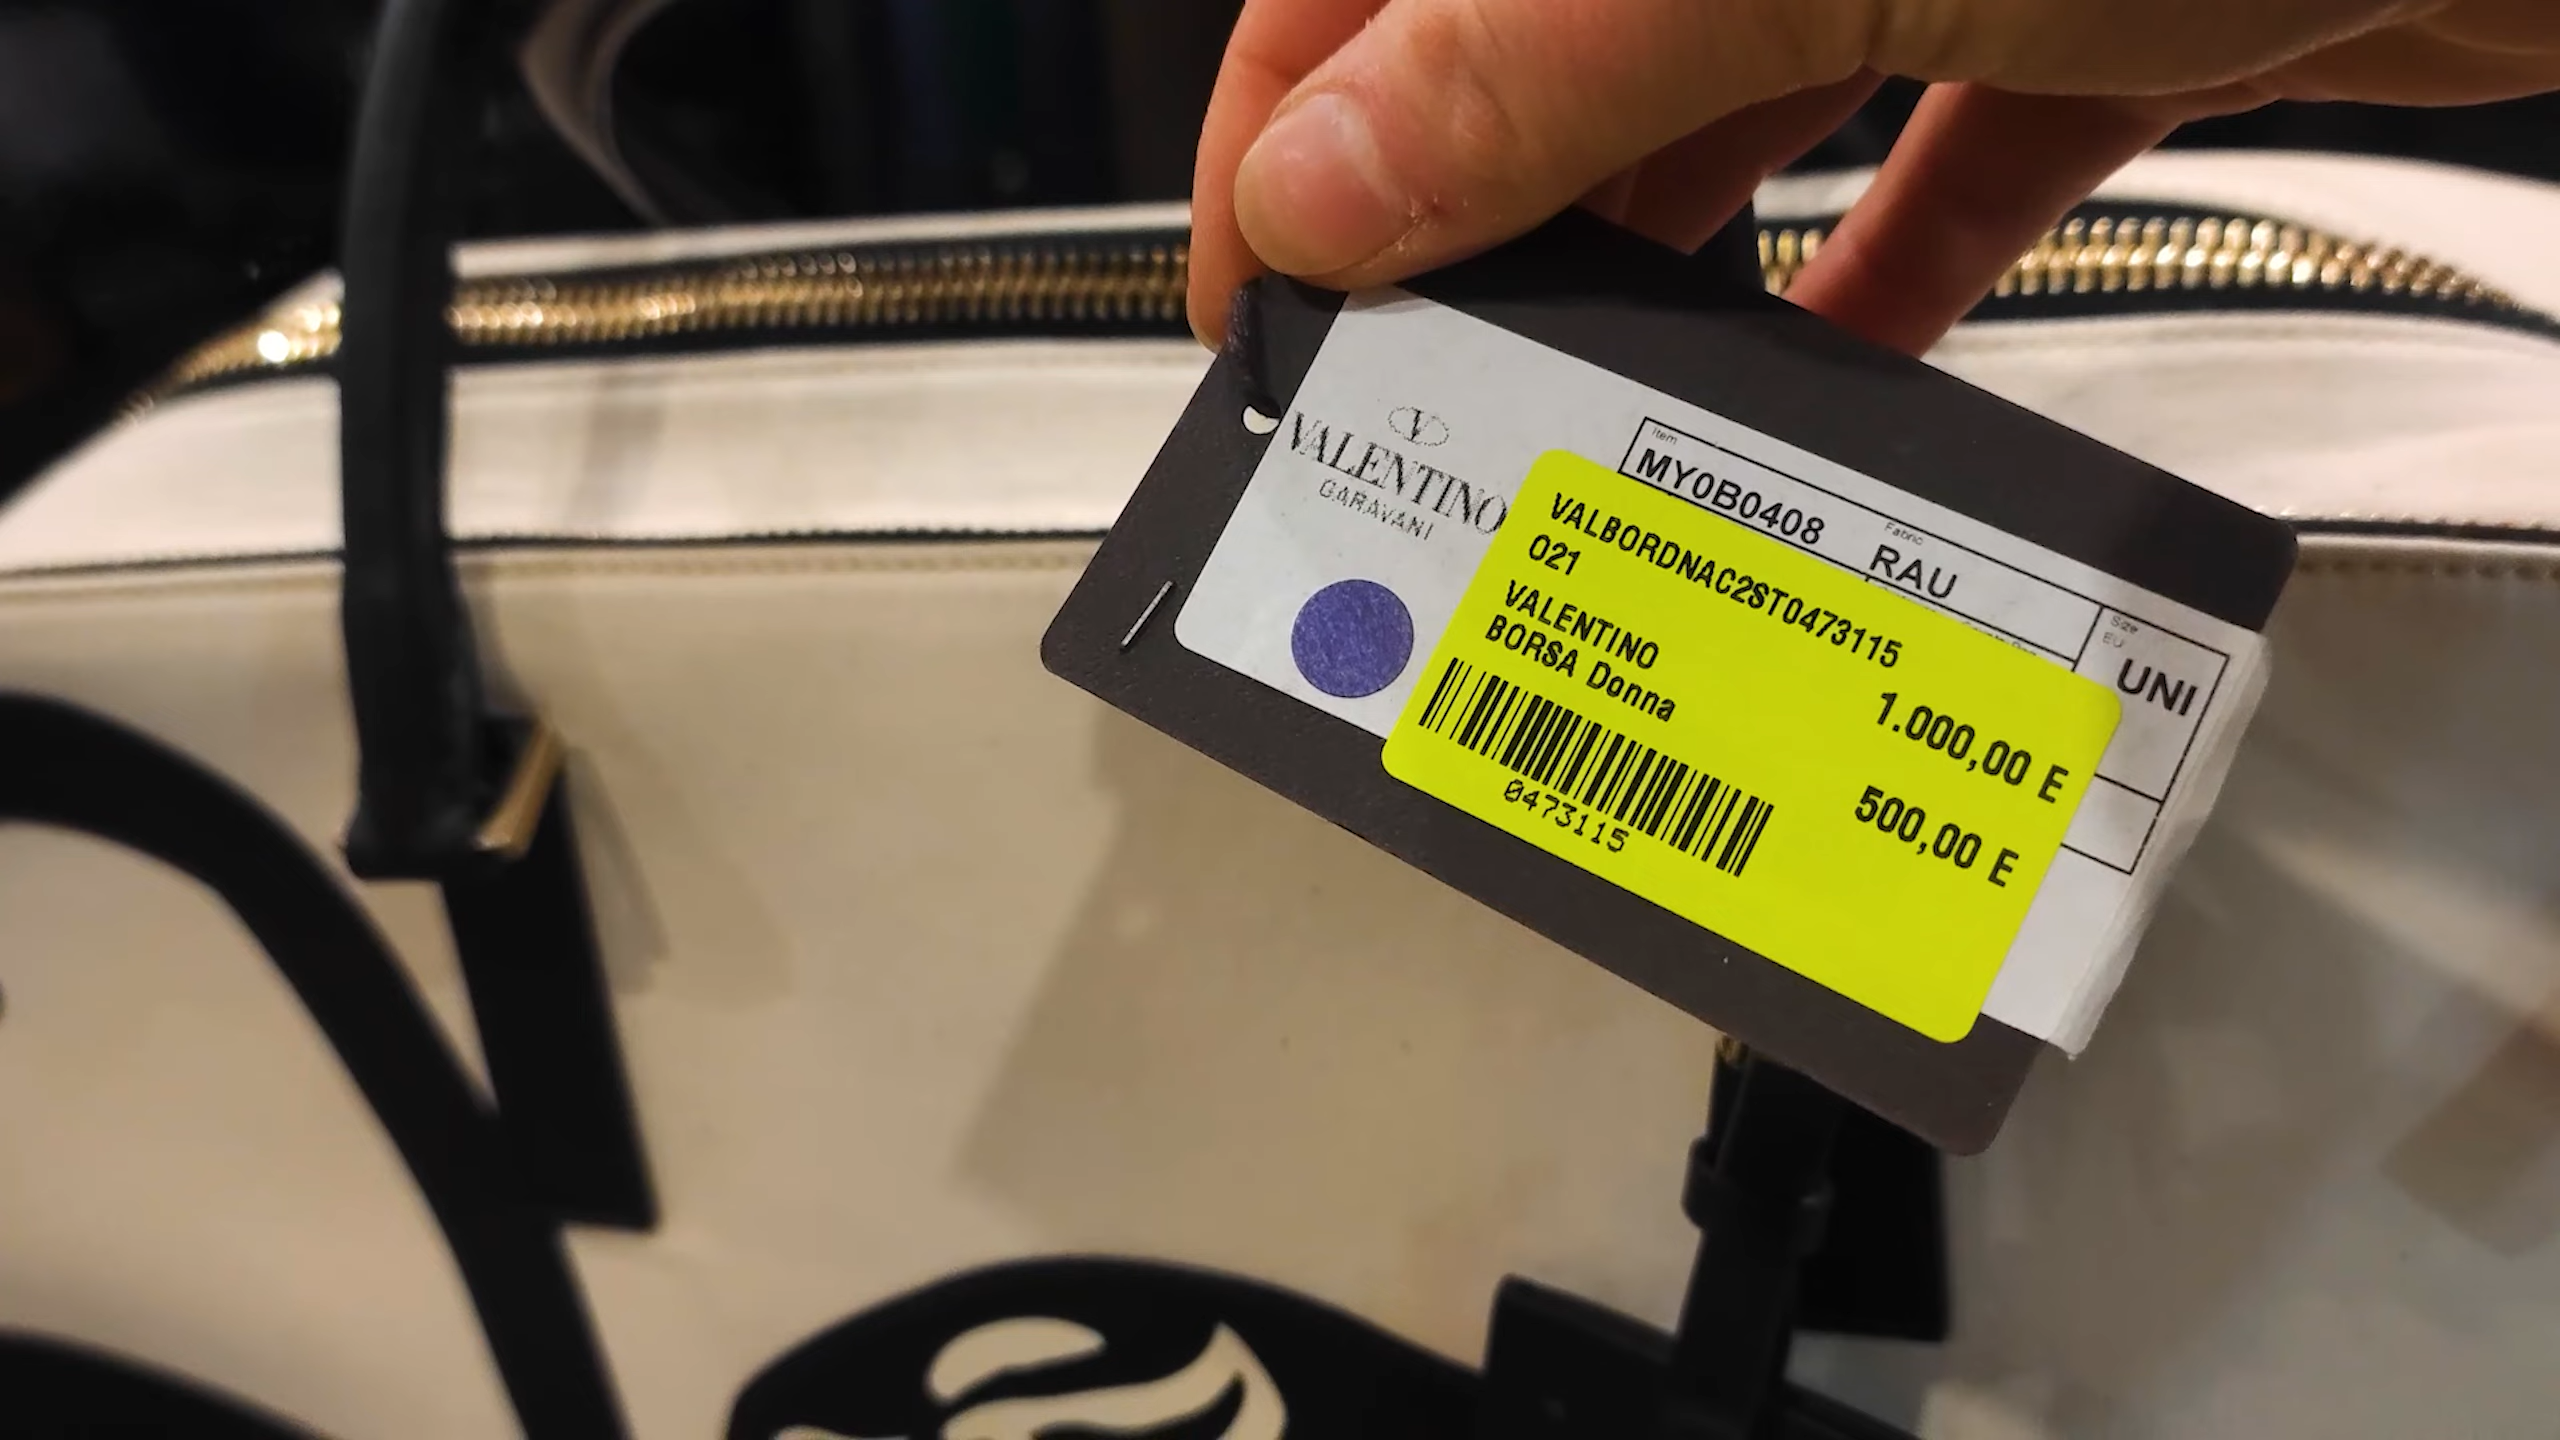 V
VALENTINO
GARAVANI
Item
MY0B0408
Fabric
RAU
Size
EU
UNI
VALBORDNAC2ST0473115
021
VALENTINO
BORSA Donna
1.000,00 E
500,00 E
0473115